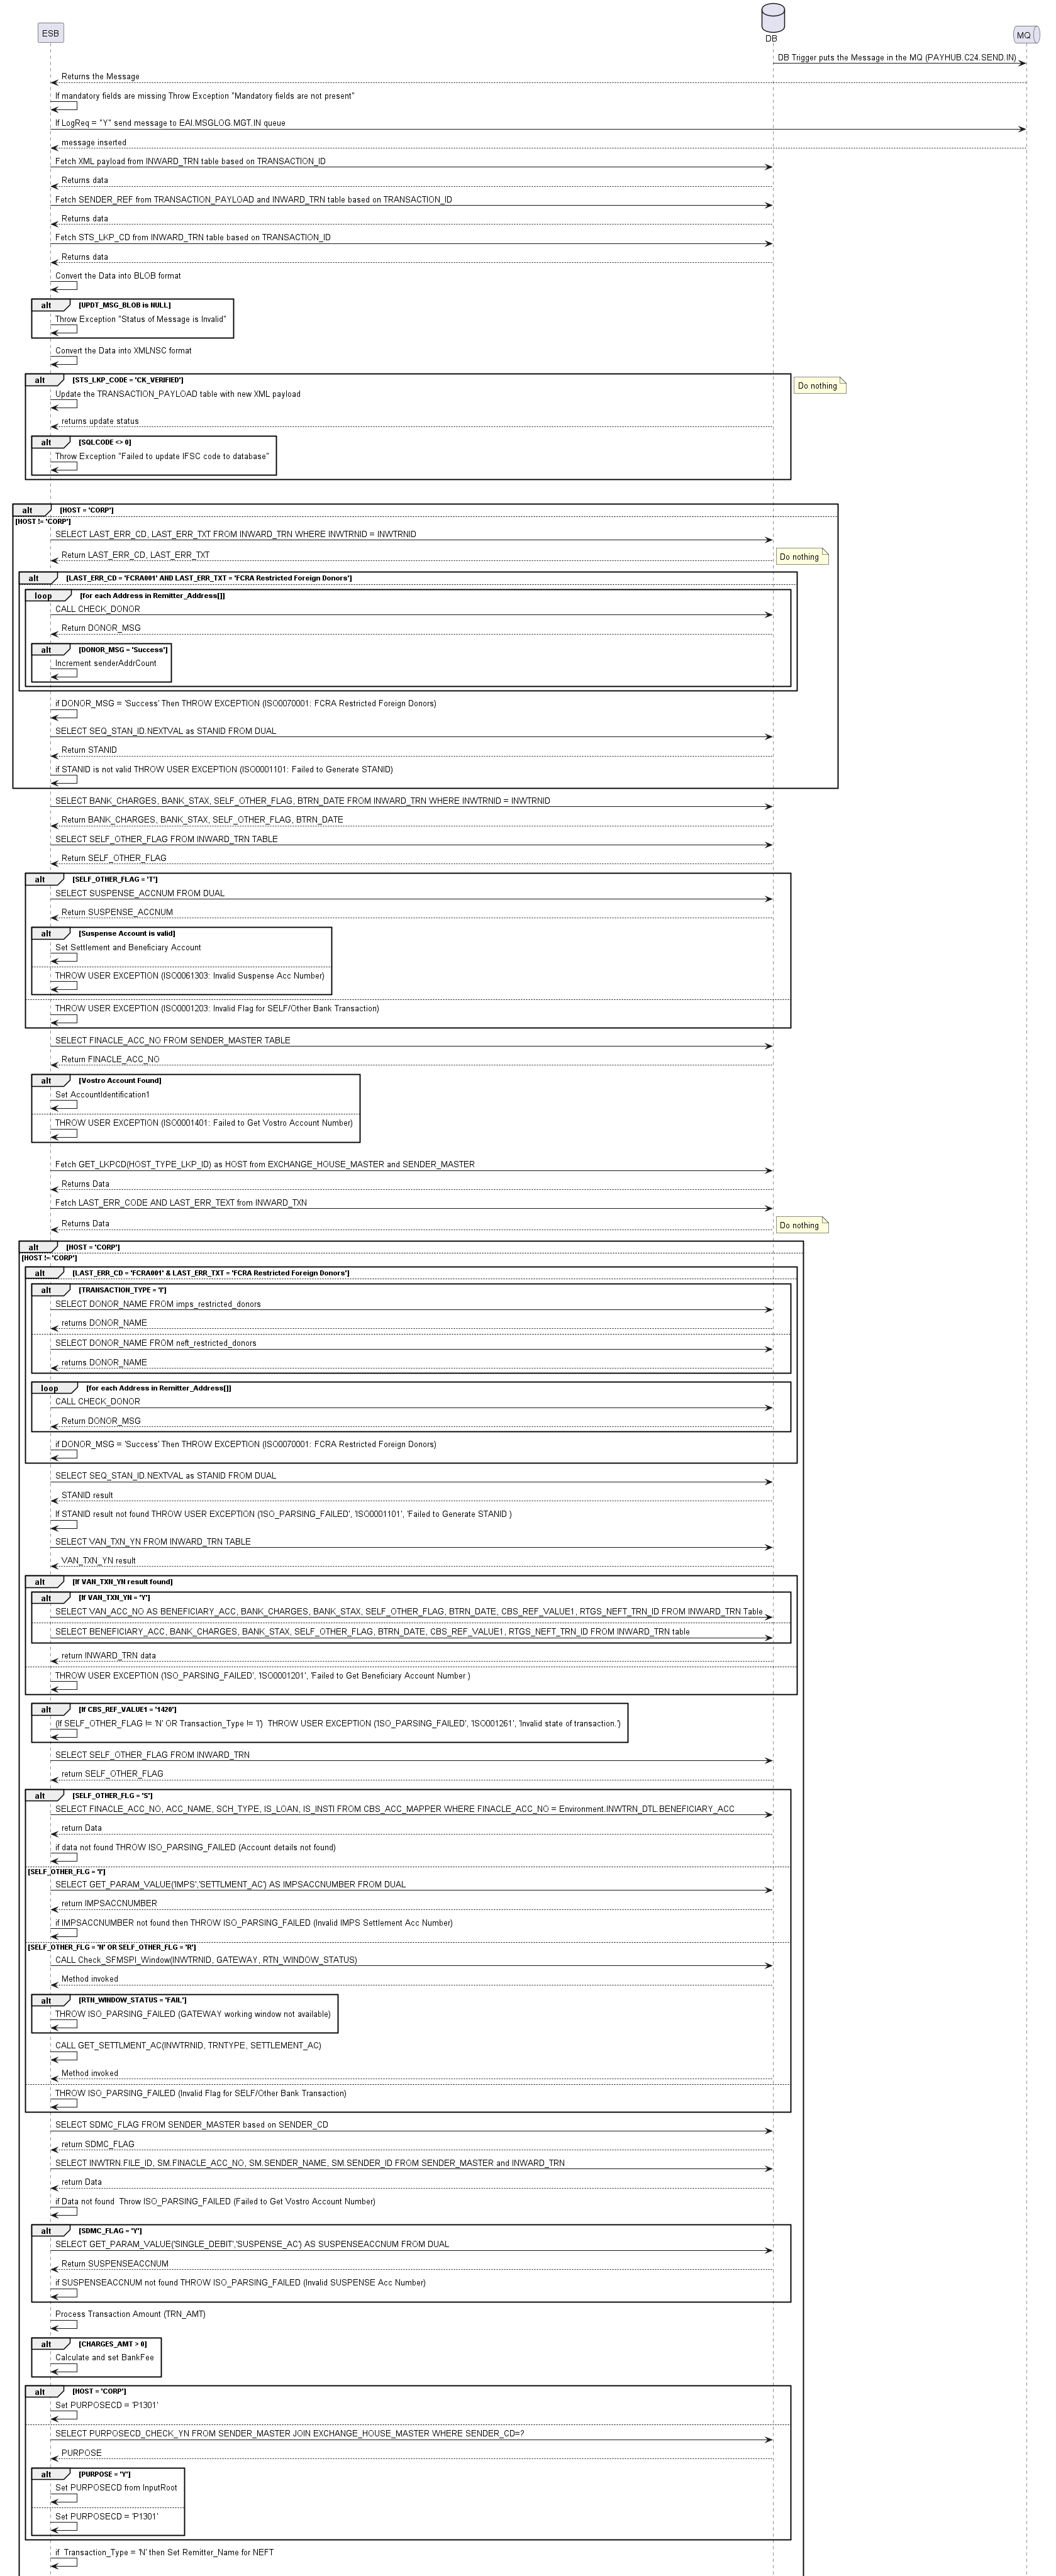 ESB
DB
MQ
DB Trigger puts the Message in the MQ (PAYHUB.C24.SEND.IN)
Returns the Message
If mandatory fields are missing Throw Exception "Mandatory fields are not present"
If LogReq = "Y" send message to EAI.MSGLOG.MGT.IN queue
message inserted
Fetch XML payload from INWARD_TRN table based on TRANSACTION_ID
Returns data
Fetch SENDER_REF from TRANSACTION_PAYLOAD and INWARD_TRN table based on TRANSACTION_ID
Returns data
Fetch STS_LKP_CD from INWARD_TRN table based on TRANSACTION_ID
Returns data
Convert the Data into BLOB format
alt [UPDT_MSG_BLOB is NULL]
Throw Exception "Status of Message is Invalid"
Convert the Data into XMLNSC format
alt [STS_LKP_CODE = 'CK_VERIFIED']
Do nothing
Update the TRANSACTION_PAYLOAD table with new XML payload
returns update status
alt [SQLCODE <> 0]
Throw Exception "Failed to update IFSC code to database"
alt [HOST = 'CORP']
[HOST != 'CORP']
SELECT LAST_ERR_CD, LAST_ERR_TXT FROM INWARD_TRN WHERE INWTRNID = INWTRNID
Return LAST_ERR_CD, LAST_ERR_TXT
Do nothing
alt [LAST_ERR_CD = 'FCRA001' AND LAST_ERR_TXT = 'FCRA Restricted Foreign Donors']
loop [for each Address in Remitter_Address[]]
CALL CHECK_DONOR
Return DONOR_MSG
alt [DONOR_MSG = 'Success']
Increment senderAddrCount
if DONOR_MSG = 'Success' Then THROW EXCEPTION (ISO0070001: FCRA Restricted Foreign Donors)
SELECT SEQ_STAN_ID.NEXTVAL as STANID FROM DUAL
Return STANID
if STANID is not valid THROW USER EXCEPTION (ISO0001101: Failed to Generate STANID)
SELECT BANK_CHARGES, BANK_STAX, SELF_OTHER_FLAG, BTRN_DATE FROM INWARD_TRN WHERE INWTRNID = INWTRNID
Return BANK_CHARGES, BANK_STAX, SELF_OTHER_FLAG, BTRN_DATE
SELECT SELF_OTHER_FLAG FROM INWARD_TRN TABLE
Return SELF_OTHER_FLAG
alt [SELF_OTHER_FLAG = 'T']
SELECT SUSPENSE_ACCNUM FROM DUAL
Return SUSPENSE_ACCNUM
alt [Suspense Account is valid]
Set Settlement and Beneficiary Account
THROW USER EXCEPTION (ISO0061303: Invalid Suspense Acc Number)
THROW USER EXCEPTION (ISO0001203: Invalid Flag for SELF/Other Bank Transaction)
SELECT FINACLE_ACC_NO FROM SENDER_MASTER TABLE
Return FINACLE_ACC_NO
alt [Vostro Account Found]
Set AccountIdentification1
THROW USER EXCEPTION (ISO0001401: Failed to Get Vostro Account Number)
Fetch GET_LKPCD(HOST_TYPE_LKP_ID) as HOST from EXCHANGE_HOUSE_MASTER and SENDER_MASTER
Returns Data
Fetch LAST_ERR_CODE AND LAST_ERR_TEXT from INWARD_TXN
Returns Data
Do nothing
alt [HOST = 'CORP']
[HOST != 'CORP']
alt [LAST_ERR_CD = 'FCRA001' & LAST_ERR_TXT = 'FCRA Restricted Foreign Donors']
alt [TRANSACTION_TYPE = 'I']
SELECT DONOR_NAME FROM imps_restricted_donors
returns DONOR_NAME
SELECT DONOR_NAME FROM neft_restricted_donors
returns DONOR_NAME
loop [for each Address in Remitter_Address[]]
CALL CHECK_DONOR
Return DONOR_MSG
if DONOR_MSG = 'Success' Then THROW EXCEPTION (ISO0070001: FCRA Restricted Foreign Donors)
SELECT SEQ_STAN_ID.NEXTVAL as STANID FROM DUAL
STANID result
If STANID result not found THROW USER EXCEPTION ('ISO_PARSING_FAILED', 'ISO0001101', 'Failed to Generate STANID )
SELECT VAN_TXN_YN FROM INWARD_TRN TABLE
VAN_TXN_YN result
alt [If VAN_TXN_YN result found]
alt [If VAN_TXN_YN = 'Y']
SELECT VAN_ACC_NO AS BENEFICIARY_ACC, BANK_CHARGES, BANK_STAX, SELF_OTHER_FLAG, BTRN_DATE, CBS_REF_VALUE1, RTGS_NEFT_TRN_ID FROM INWARD_TRN Table
SELECT BENEFICIARY_ACC, BANK_CHARGES, BANK_STAX, SELF_OTHER_FLAG, BTRN_DATE, CBS_REF_VALUE1, RTGS_NEFT_TRN_ID FROM INWARD_TRN table
return INWARD_TRN data
THROW USER EXCEPTION ('ISO_PARSING_FAILED', 'ISO0001201', 'Failed to Get Beneficiary Account Number )
alt [If CBS_REF_VALUE1 = '1420']
(If SELF_OTHER_FLAG != 'N' OR Transaction_Type != 'I')  THROW USER EXCEPTION ('ISO_PARSING_FAILED', 'ISO001261', 'Invalid state of transaction.')
SELECT SELF_OTHER_FLAG FROM INWARD_TRN
return SELF_OTHER_FLAG
alt [SELF_OTHER_FLG = 'S']
SELECT FINACLE_ACC_NO, ACC_NAME, SCH_TYPE, IS_LOAN, IS_INSTI FROM CBS_ACC_MAPPER WHERE FINACLE_ACC_NO = Environment.INWTRN_DTL.BENEFICIARY_ACC
return Data
if data not found THROW ISO_PARSING_FAILED (Account details not found)
[SELF_OTHER_FLG = 'I']
SELECT GET_PARAM_VALUE('IMPS','SETTLMENT_AC') AS IMPSACCNUMBER FROM DUAL
return IMPSACCNUMBER
if IMPSACCNUMBER not found then THROW ISO_PARSING_FAILED (Invalid IMPS Settlement Acc Number)
[SELF_OTHER_FLG = 'N' OR SELF_OTHER_FLG = 'R']
CALL Check_SFMSPI_Window(INWTRNID, GATEWAY, RTN_WINDOW_STATUS)
Method invoked
alt [RTN_WINDOW_STATUS = 'FAIL']
THROW ISO_PARSING_FAILED (GATEWAY working window not available)
CALL GET_SETTLMENT_AC(INWTRNID, TRNTYPE, SETTLEMENT_AC)
Method invoked
THROW ISO_PARSING_FAILED (Invalid Flag for SELF/Other Bank Transaction)
SELECT SDMC_FLAG FROM SENDER_MASTER based on SENDER_CD
return SDMC_FLAG
SELECT INWTRN.FILE_ID, SM.FINACLE_ACC_NO, SM.SENDER_NAME, SM.SENDER_ID FROM SENDER_MASTER and INWARD_TRN
return Data
if Data not found  Throw ISO_PARSING_FAILED (Failed to Get Vostro Account Number)
alt [SDMC_FLAG = 'Y']
SELECT GET_PARAM_VALUE('SINGLE_DEBIT','SUSPENSE_AC') AS SUSPENSEACCNUM FROM DUAL
Return SUSPENSEACCNUM
if SUSPENSEACCNUM not found THROW ISO_PARSING_FAILED (Invalid SUSPENSE Acc Number)
Process Transaction Amount (TRN_AMT)
alt [CHARGES_AMT > 0]
Calculate and set BankFee
alt [HOST = 'CORP']
Set PURPOSECD = 'P1301'
SELECT PURPOSECD_CHECK_YN FROM SENDER_MASTER JOIN EXCHANGE_HOUSE_MASTER WHERE SENDER_CD=?
PURPOSE
alt [PURPOSE = 'Y']
Set PURPOSECD from InputRoot
Set PURPOSECD = 'P1301'
if  Transaction_Type = 'N' then Set Remitter_Name for NEFT